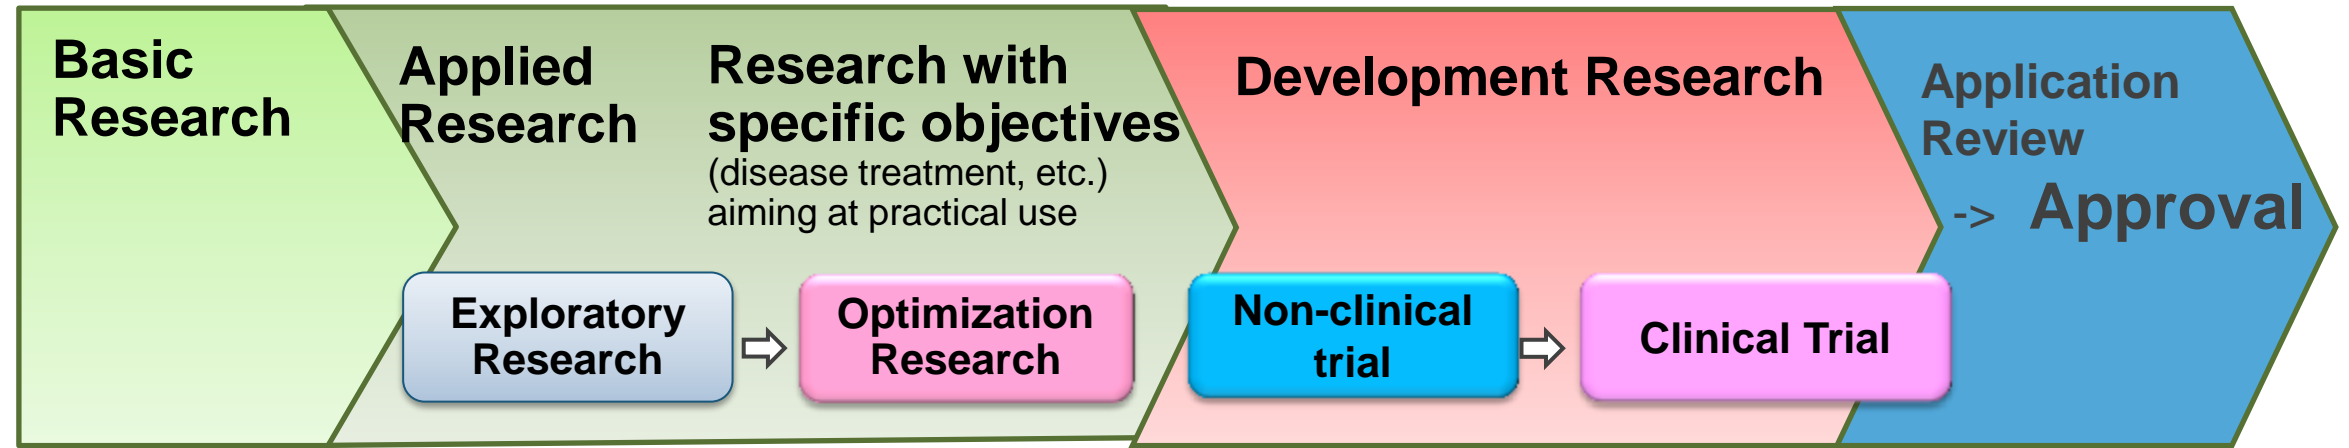 Basic
Research
Applied
Research
Research with
specific objectives
(disease treatment, etc.)
aiming at practical use
Development Research
Application
Review
-> Approval
Exploratory
Research
Optimization
Research
Non-clinical
trial
Clinical Trial